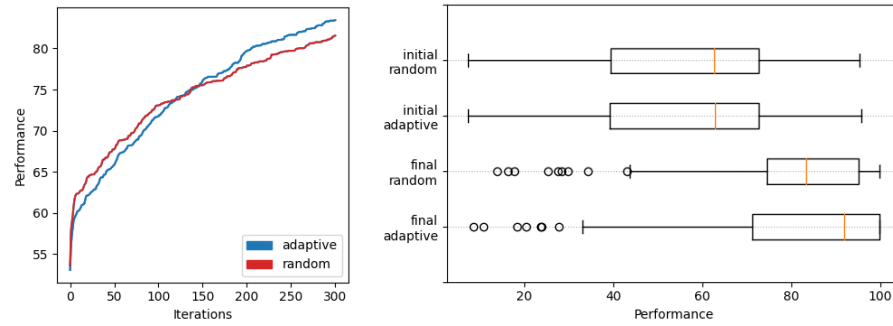 80
75
70
65
60
55
Performance
0
50
100
150
200
250
300
Iterations
adaptive
random
initial
random
initial
adaptive
final
random
final
adaptive
20
40
60
80
100
Performance